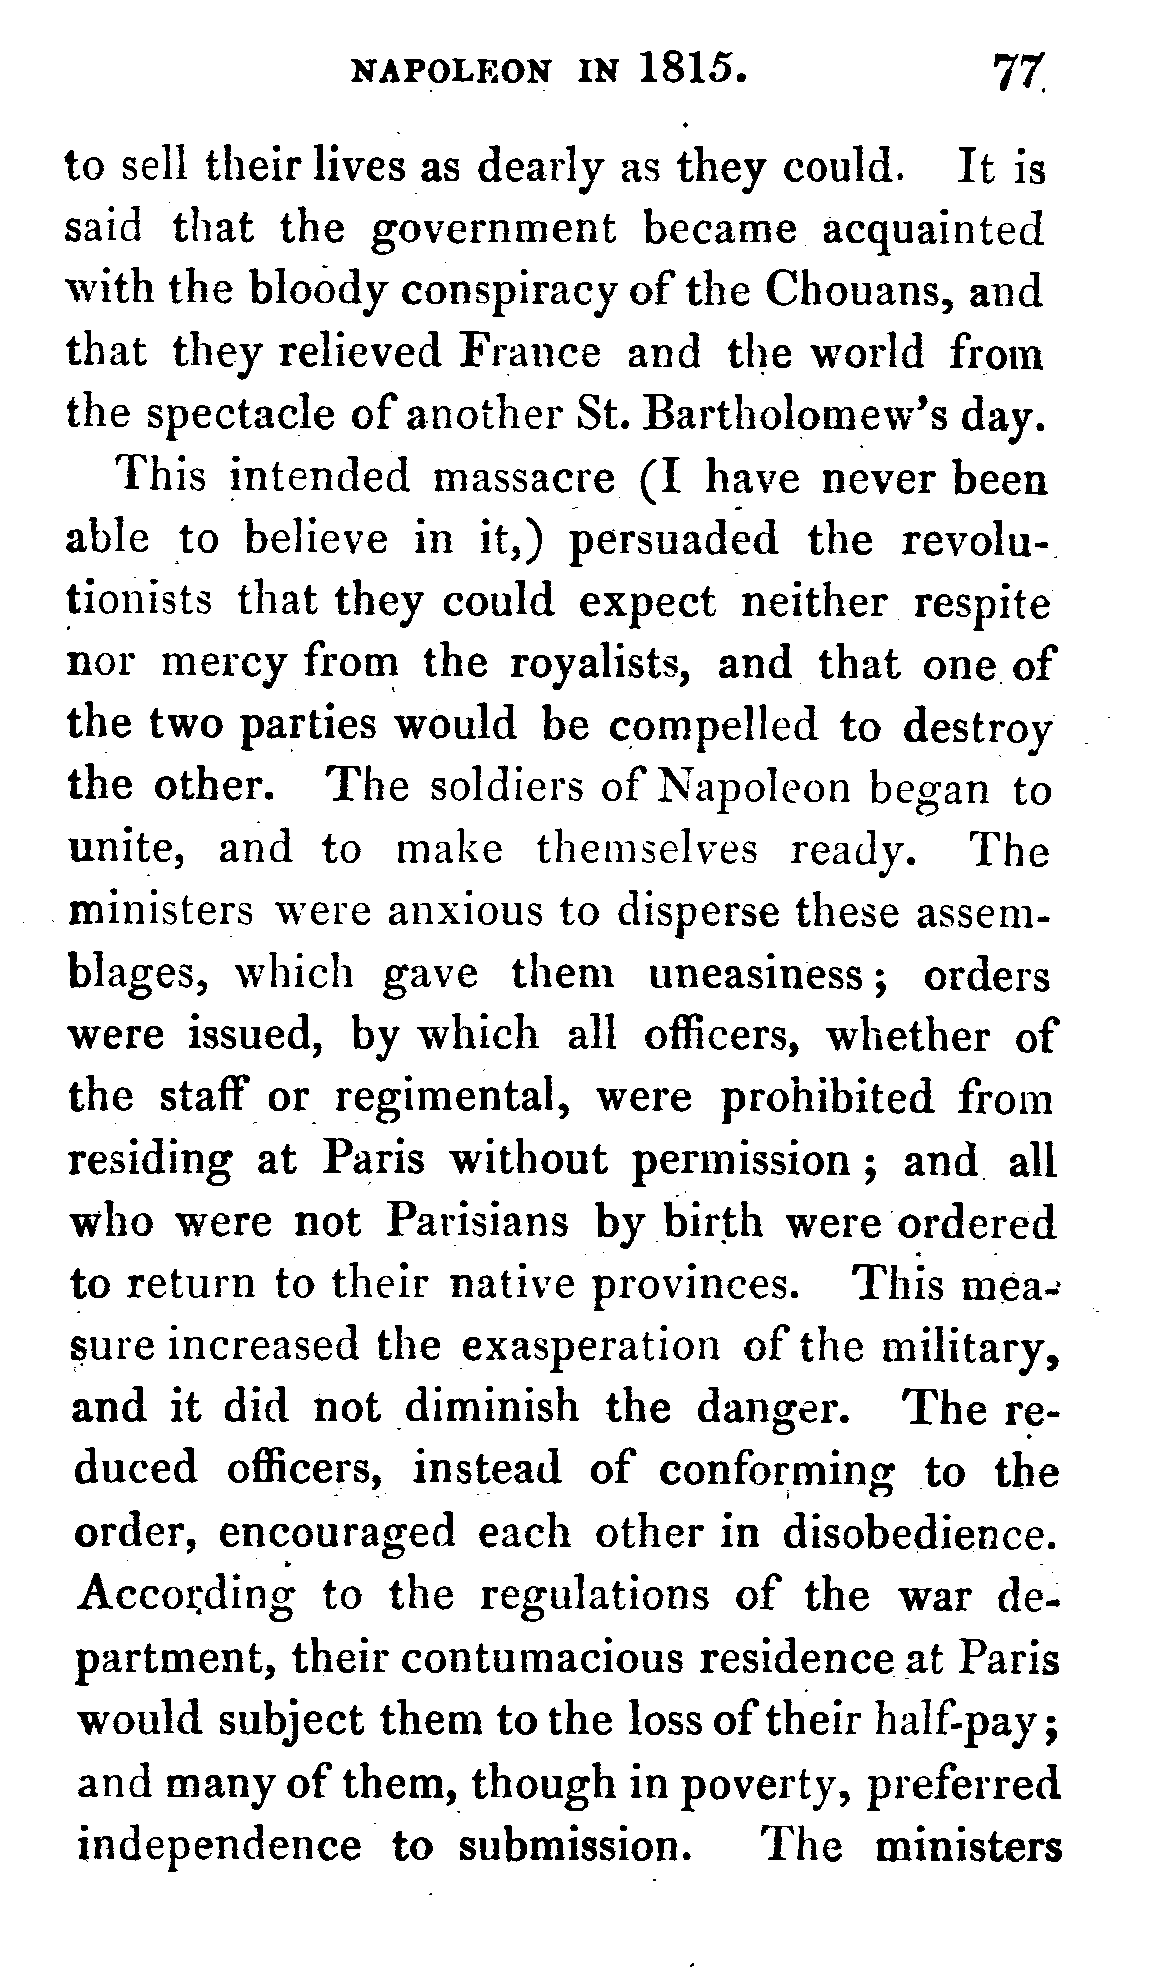 NAPOLEON IN 1815. 77
to sell their lives as dearly as they could. It is
said that the government became acquainted
with the bloody conspiracy of the Chouans, and
that they relieved France and the world from
the spectacle of another St. Bartholomew's day.
This intended massacre (I have never been
able to believe in it,) persuaded the revolu-
tionists that they could expect neither respite
nor mercy from the royalists, and that one of
the two parties would be compelled to destroy
the other. The soldiers of Napoleon began to
unite, and to make themselves ready. The
ministers were anxious to disperse these assem-
blages, which gave them uneasiness; orders
were issued, by which all officers, whether of
the staff or regimental, were prohibited from
residing at Paris without permission; and all
who were not Parisians by birth were ordered
to return to their native provinces. This mea-
sure increased the exasperation of the military,
and it did not diminish the danger. The re-
duced officers, instead of conforming to the
order, encouraged each other in disobedience.
According to the regulations of the war de-
partment, their contumacious residence at Paris
would subject them to the loss of their half-pay;
and many of them, though in poverty, preferred
independence to submission. The ministers